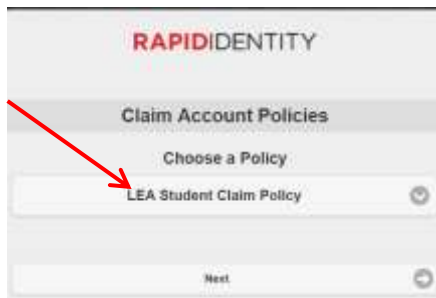 RAPIDIDENTITY
Claim Account Policies
Choose a Policy
LEA Student Claim Policy
Next